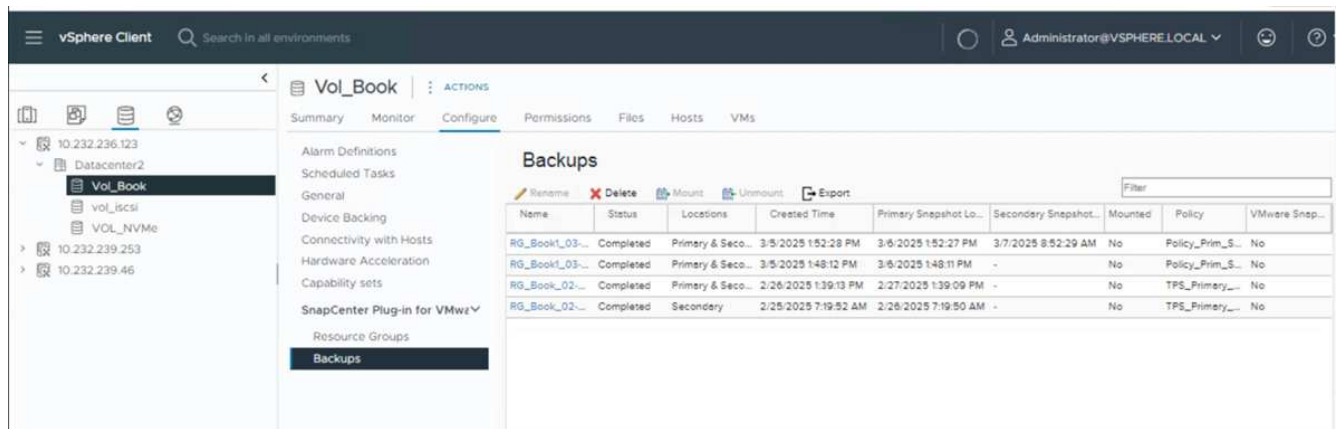 vSphere Client Search in all environments Administrator@VSPHERE.LOCAL
Vol_Book ACTIONS
Summary Monitor Configure Permissions Files Hosts VMs
10.232.236.123
Datacenter2
Vol_Book
vol_iscsi
VOL_NVMe
10.232.239.253
10.232.239.46
Alarm Definitions
Scheduled Tasks
General
Device Backing
Connectivity with Hosts
Hardware Acceleration
Capability sets
SnapCenter Plug-in for VMwa
Resource Groups
Backups
Backups
Rename Delete Mount Unmount Export Filter
Name Status Locations Created Time Primary Snapshot Lo... Secondary Snapshot... Mounted Policy VMware Snap...
RG_Book1_03-... Completed Primary & Seco... 3/5/2025 1:52:28 PM 3/6/2025 1:52:27 PM 3/7/2025 8:52:29 AM No Policy_Prim_S... No
RG_Book1_03-... Completed Primary & Seco... 3/5/2025 1:48:12 PM 3/6/2025 1:48:11 PM - No Policy_Prim_S... No
RG_Book_02-... Completed Primary & Seco... 2/26/2025 1:39:13 PM 2/27/2025 1:39:09 PM - No TPS_Primary_... No
RG_Book_02-... Completed Secondary 2/25/2025 7:19:52 AM 2/26/2025 7:19:50 AM - No TPS_Primary_... No